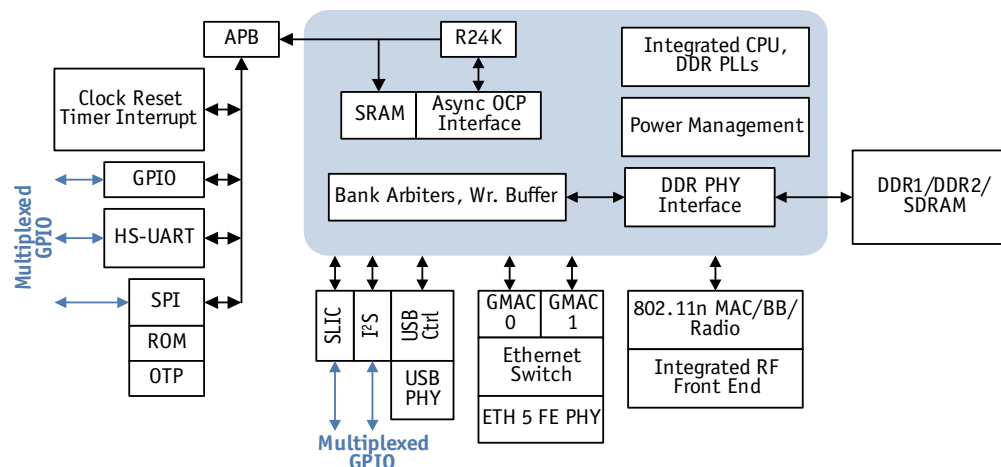 APB
R24K
Integrated CPU,
DDR PLLs
Clock Reset
Timer Interrupt
SRAM
Async OCP
Interface
Power Management
GPIO
Bank Arbiters, Wr. Buffer
DDR PHY
Interface
DDR1/DDR2/
SDRAM
Multiplexed
GPIO
HS-UART
SPI
ROM
OTP
SLIC
I²S
USB
Ctrl
USB
PHY
GMAC
0
GMAC
1
Ethernet
Switch
ETH 5 FE PHY
802.11n MAC/BB/
Radio
Integrated RF
Front End
Multiplexed
GPIO